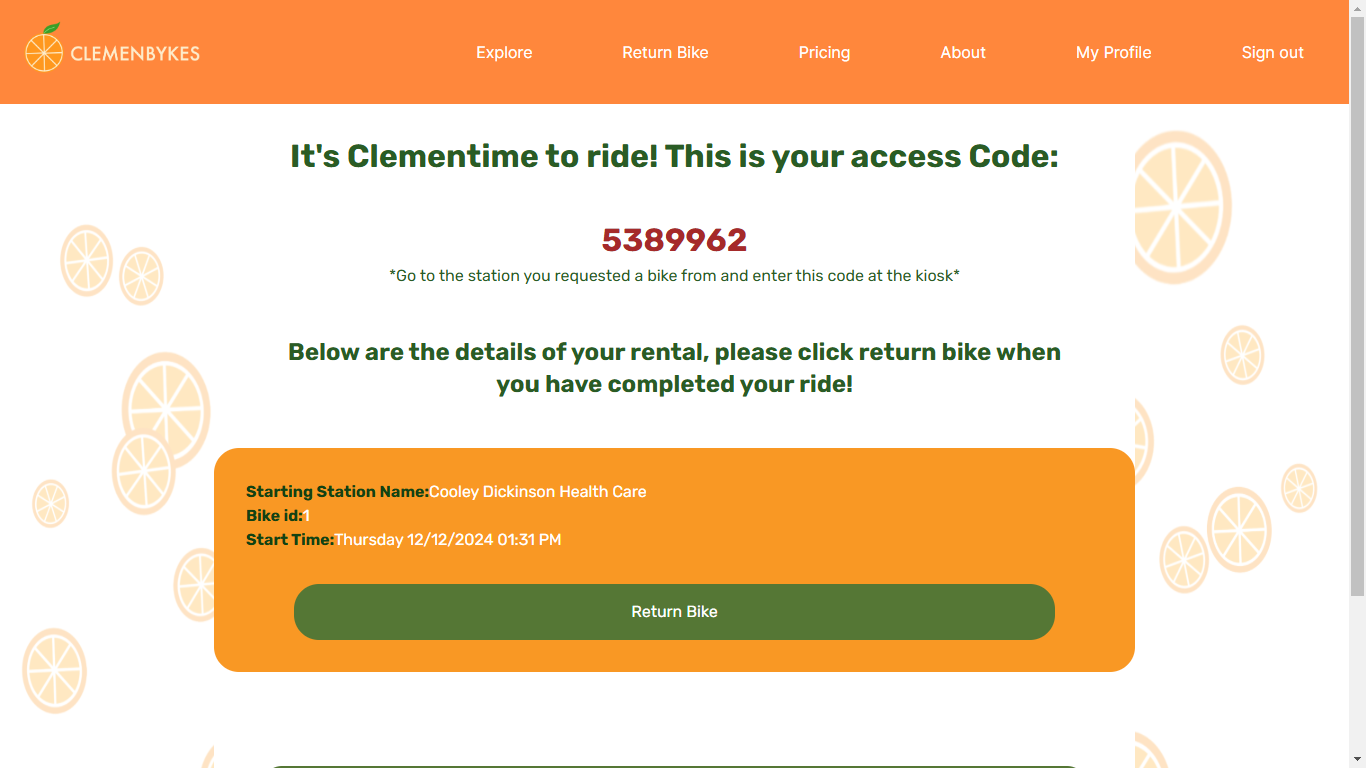 CLEMENBYKES
Explore
Return Bike
Pricing
About
My Profile
Sign out
It's Clementime to ride! This is your access Code:
5389962
*Go to the station you requested a bike from and enter this code at the kiosk*
Below are the details of your rental, please click return bike when
you have completed your ride!
Starting Station Name:Cooley Dickinson Health Care
Bike id:1
Start Time:Thursday 12/12/2024 01:31 PM
Return Bike